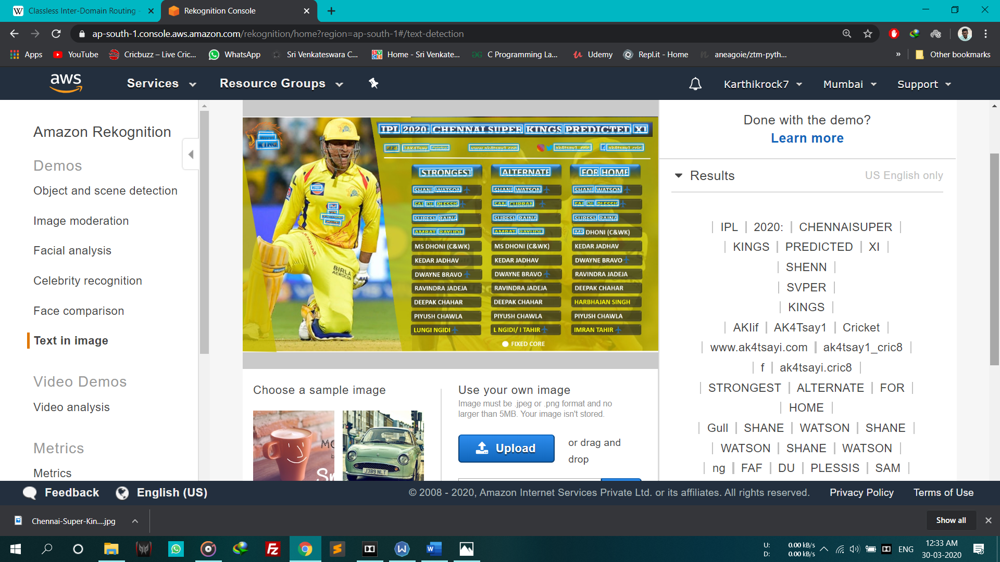 Classless Inter-Domain Routing -
Rekognition Console
ap-south-1.console.aws.amazon.com/rekognition/home?region=ap-south-1#/text-detection
Apps YouTube Cricbuzz – Live Cric... WhatsApp Sri Venkateswara C... Home - Sri Venkate... C Programming La... Udemy Repl.it - Home aneagoie/ztm-pyth... » Other bookmarks
aws Services Resource Groups Karthikrock7 Mumbai Support
Amazon Rekognition
Demos
Object and scene detection
Image moderation
Facial analysis
Celebrity recognition
Face comparison
Text in image
Video Demos
Video analysis
Metrics
Metrics
IPL 2020: CHENNAI SUPER KINGS PREDICTED XI
STRONGEST ALTERNATE FOR HOME
SHANE WATSON SHANE WATSON SHANE WATSON
FAF DU PLESSIS SAM CURRAN FAF DU PLESSIS
SURESH RAINA SURESH RAINA SURESH RAINA
AMBATI RAYUDU AMBATI RAYUDU MS DHONI (C&WK)
MS DHONI (C&WK) MS DHONI (C&WK) KEDAR JADHAV
KEDAR JADHAV KEDAR JADHAV DWAYNE BRAVO
DWAYNE BRAVO DWAYNE BRAVO RAVINDRA JADEJA
RAVINDRA JADEJA RAVINDRA JADEJA DEEPAK CHAHAR
DEEPAK CHAHAR DEEPAK CHAHAR HARBHAJAN SINGH
PIYUSH CHAWLA PIYUSH CHAWLA PIYUSH CHAWLA
LUNGI NGIDI L NGIDI/ I TAHIR IMRAN TAHIR
FIXED CORE
BIRLA
AEROCON
Choose a sample image
J389 NLT
Use your own image
Image must be .jpeg or .png format and no
larger than 5MB. Your image isn't stored.
Upload or drag and
drop
Done with the demo?
Learn more
Results US English only
| IPL | 2020: | CHENNAISUPER |
| KINGS | PREDICTED | XI |
| SHENN |
| SVPER |
| KINGS |
| AKlif | AK4Tsay1 | Cricket |
| www.ak4tsayi.com | ak4tsay1_cric8 |
| f | ak4tsayi.cric8 |
| STRONGEST | ALTERNATE | FOR |
| HOME |
| Gull | SHANE | WATSON | SHANE |
| WATSON | SHANE | WATSON |
| ng | FAF | DU | PLESSIS | SAM |
Feedback English (US) © 2008 - 2020, Amazon Internet Services Private Ltd. or its affiliates. All rights reserved. Privacy Policy Terms of Use
Chennai-Super-Kin....jpg Show all
U: 0.00 kB/s
D: 0.00 kB/s
ENG
12:33 AM
30-03-2020